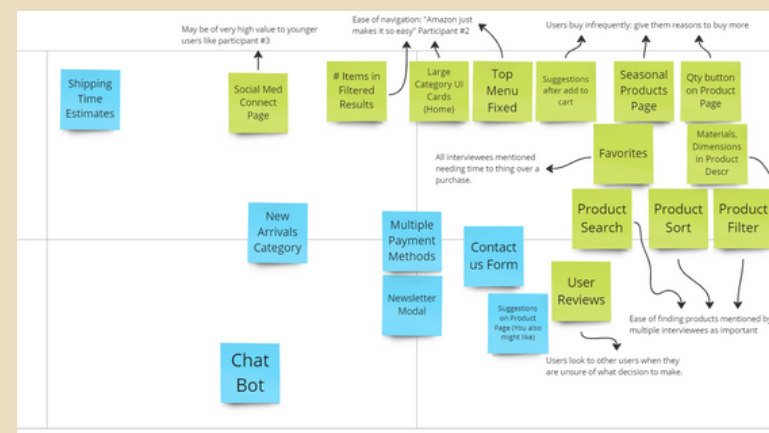 May be of very high value to younger
users like participant #3
Ease of navigation: "Amazon just
makes it so easy" Participant #2
Users buy infrequently: give them reasons to buy more
Shipping
Time
Estimates
Social Med
Connect
Page
# Items in
Filtered
Results
Large
Category UI
Cards
(Home)
Top
Menu
Fixed
Suggestions
after add to
cart
Seasonal
Products
Page
Qty button
on Product
Page
All interviewees mentioned
needing time to thing over a
purchase.
Favorites
Materials,
Dimensions
in Product
Descr
New
Arrivals
Category
Multiple
Payment
Methods
Contact
us Form
Product
Search
Product
Sort
Product
Filter
Newsletter
Modal
Suggestions
on Product
Page (You also
might like)
User
Reviews
Ease of finding products mentioned by
multiple interviewees as important
Chat
Bot
Users look to other users when they
are unsure of what decision to make.